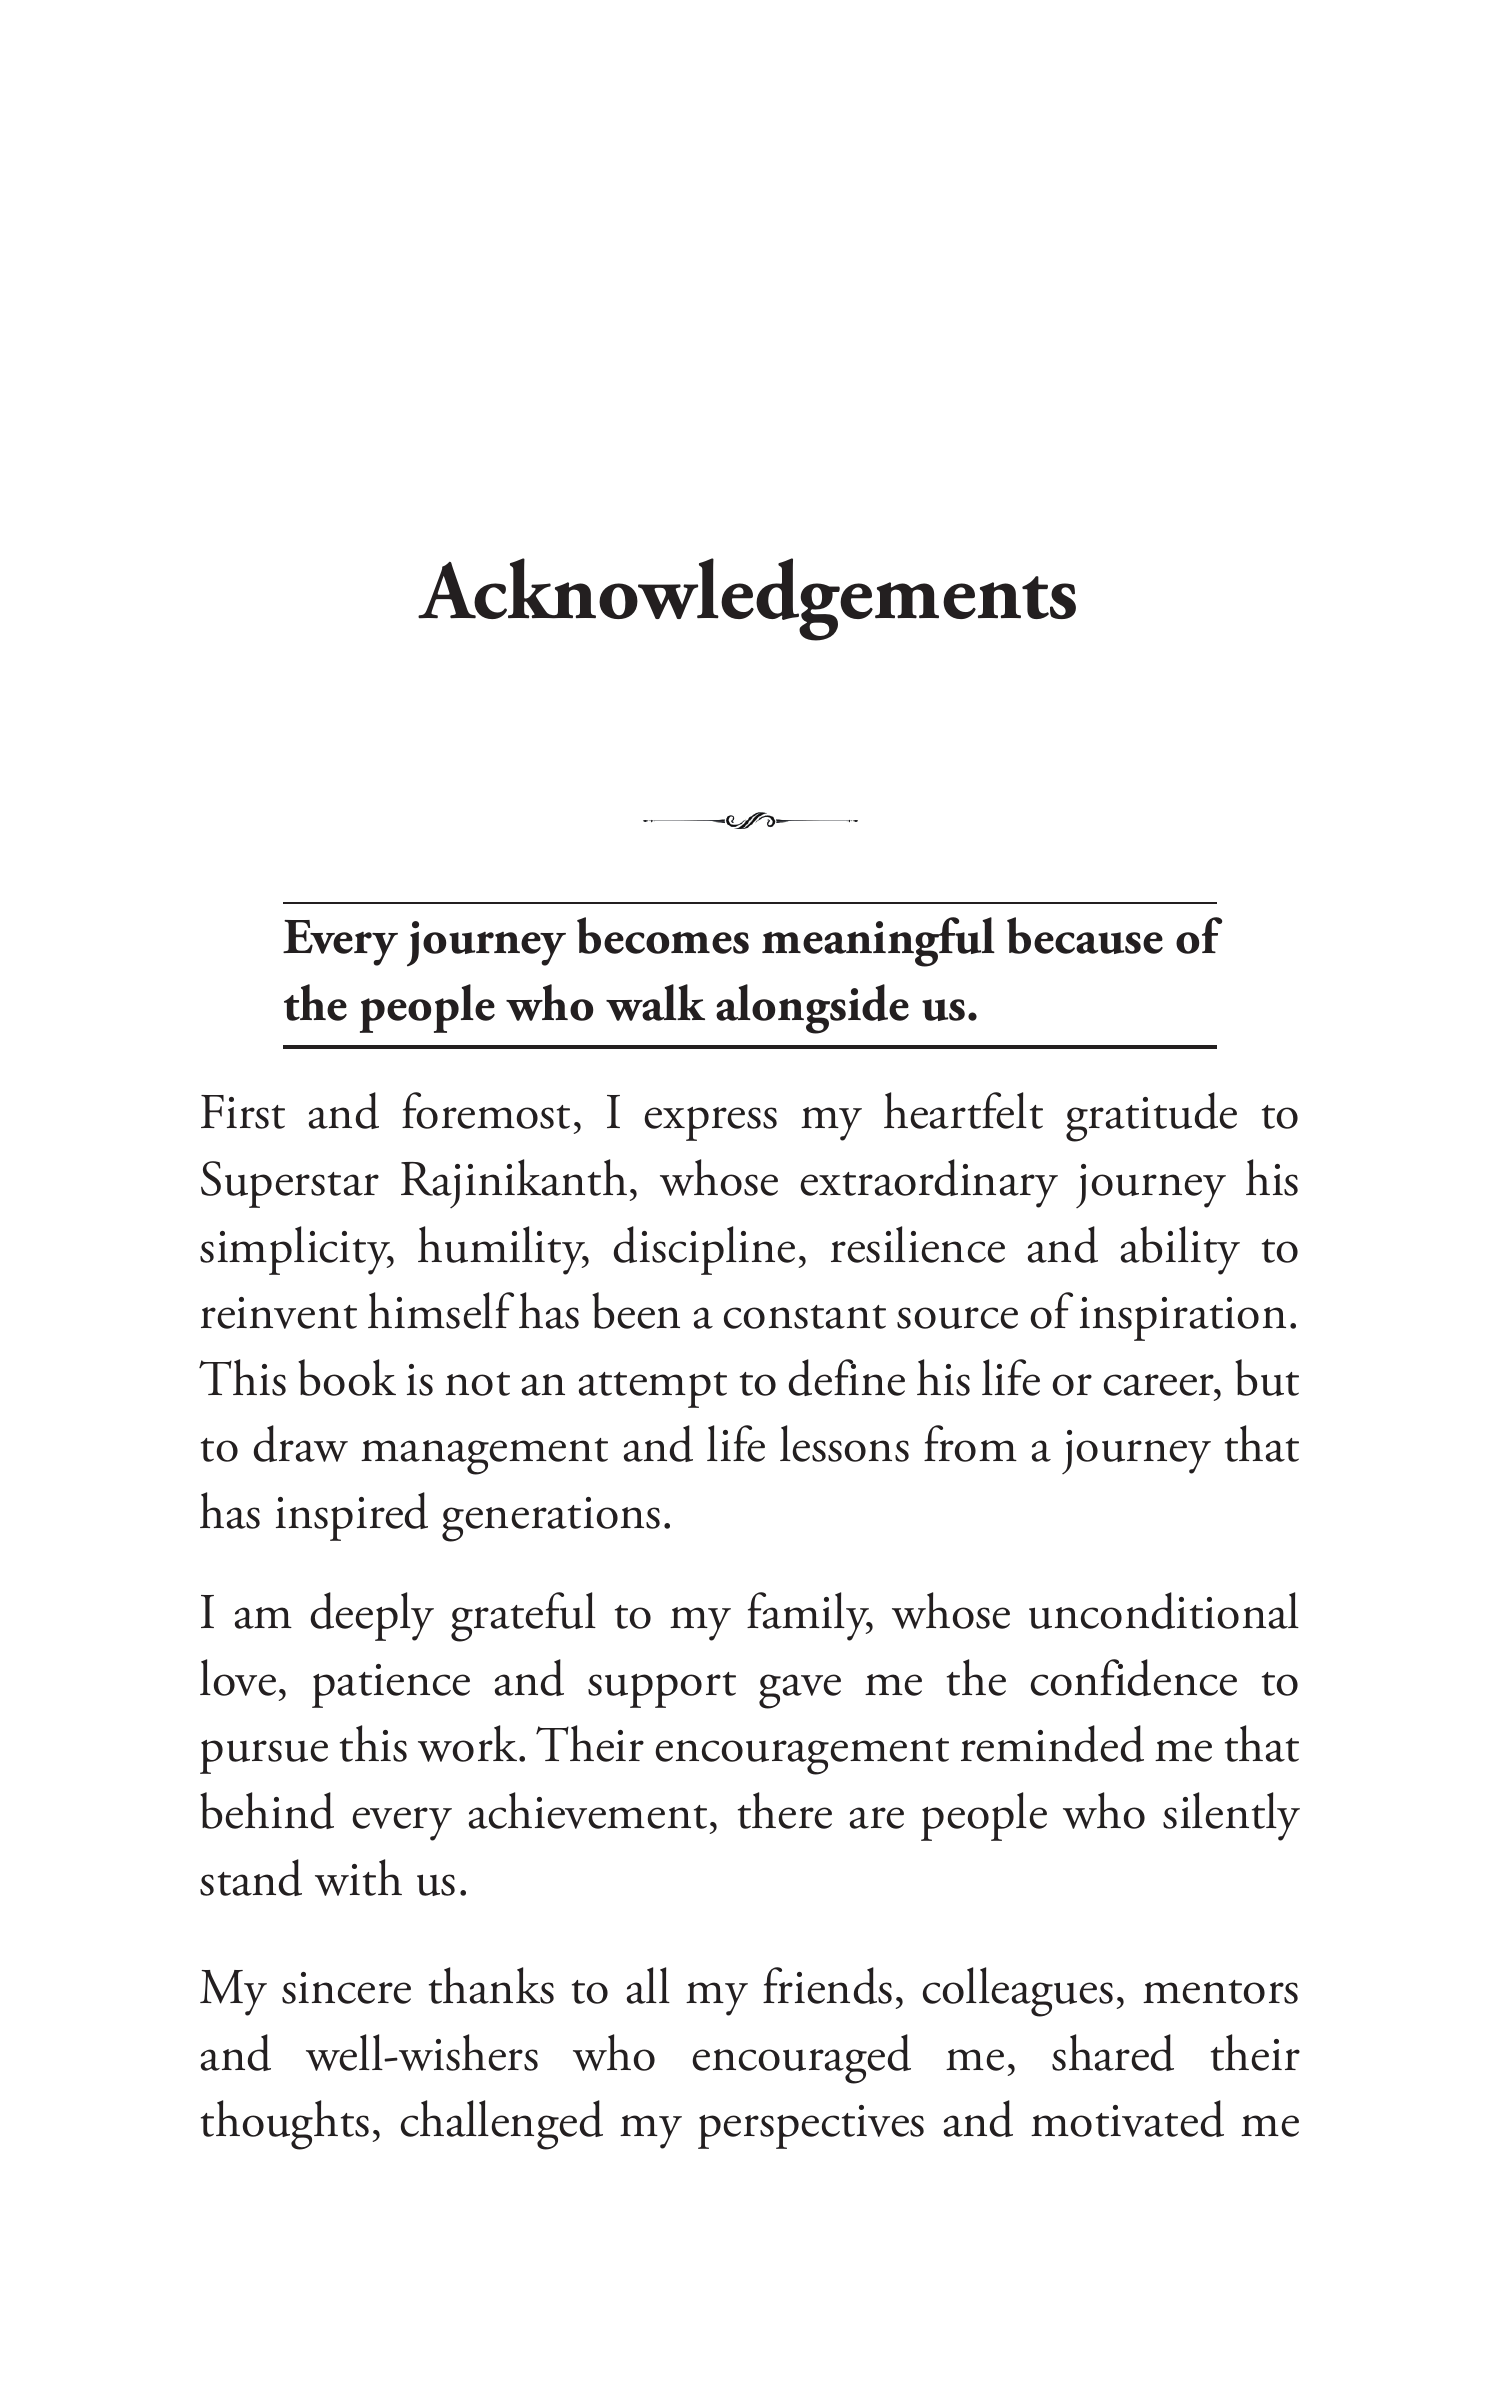 Acknowledgements
Every journey becomes meaningful because of
the people who walk alongside us.
First and foremost, I express my heartfelt gratitude to
Superstar Rajinikanth, whose extraordinary journey his
simplicity, humility, discipline, resilience and ability to
reinvent himself has been a constant source of inspiration.
This book is not an attempt to define his life or career, but
to draw management and life lessons from a journey that
has inspired generations.
I am deeply grateful to my family, whose unconditional
love, patience and support gave me the confidence to
pursue this work. Their encouragement reminded me that
behind every achievement, there are people who silently
stand with us.
My sincere thanks to all my friends, colleagues, mentors
and well-wishers who encouraged me, shared their
thoughts, challenged my perspectives and motivated me